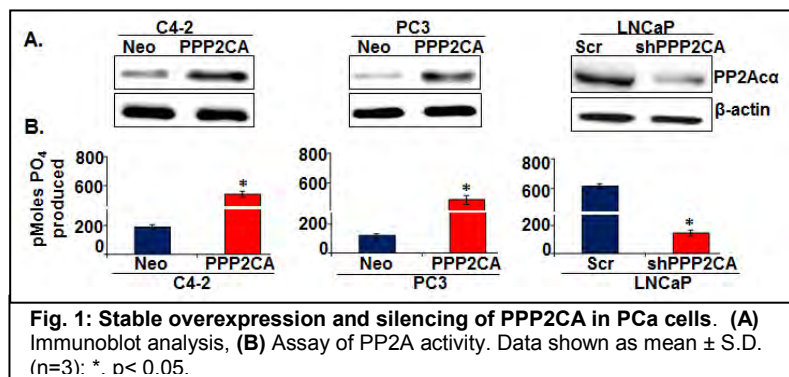 C4-2 PC3 LNCaP
A. Neo PPP2CA Neo PPP2CA Scr shPPP2CA
PP2Acα
β-actin
B.
pMoles PO4 produced
800 800 800
600 600 600
* * *
200 200 200
0 0 0
Neo PPP2CA Neo PPP2CA Scr shPPP2CA
C4-2 PC3 LNCaP
Fig. 1: Stable overexpression and silencing of PPP2CA in PCa cells. (A)
Immunoblot analysis, (B) Assay of PP2A activity. Data shown as mean ± S.D.
(n=3); *, p< 0.05.